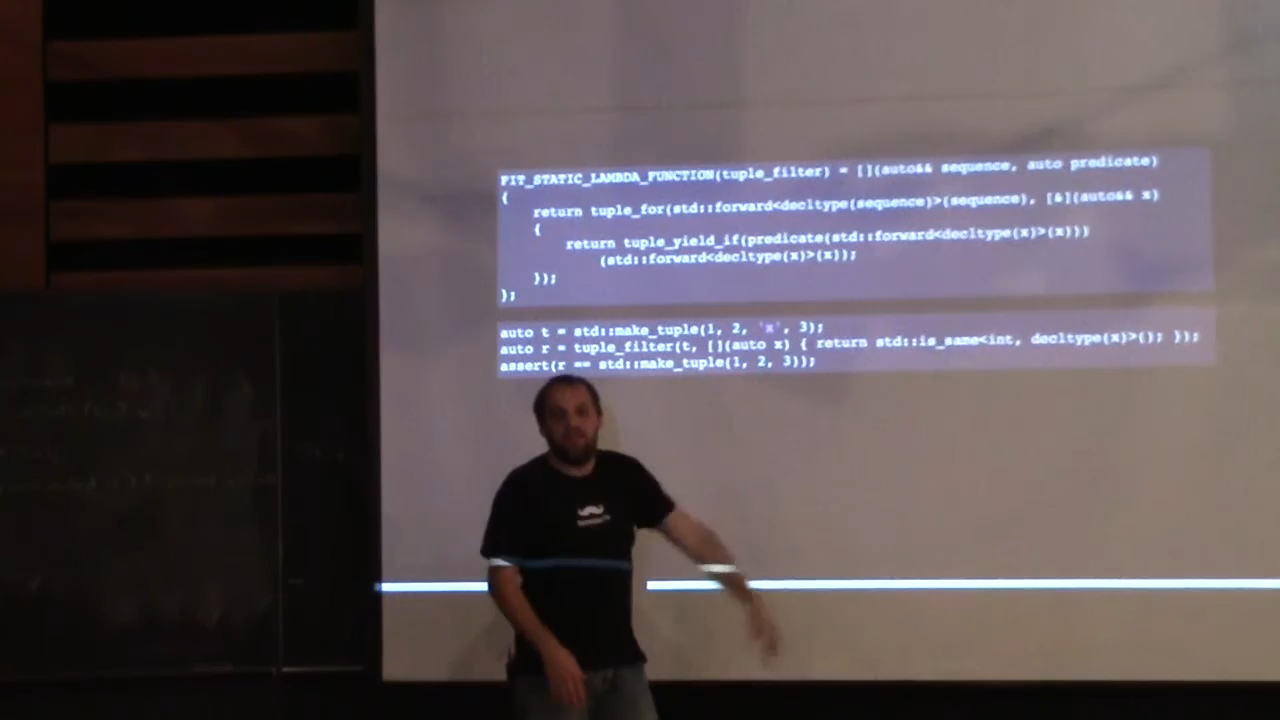 FIT_STATIC_LAMBDA_FUNCTION(tuple_filter) = [](auto&& sequence, auto predicate)
{
return tuple_for(std::forward<decltype(sequence)>(sequence), [&](auto&& x)
{
return tuple_yield_if(predicate(std::forward<decltype(x)>(x)))
(std::forward<decltype(x)>(x));
});
};
auto t = std::make_tuple(1, 2, 'x', 3);
auto r = tuple_filter(t, [](auto x) { return std::is_same<int, decltype(x)>(); });
assert(r == std::make_tuple(1, 2, 3));